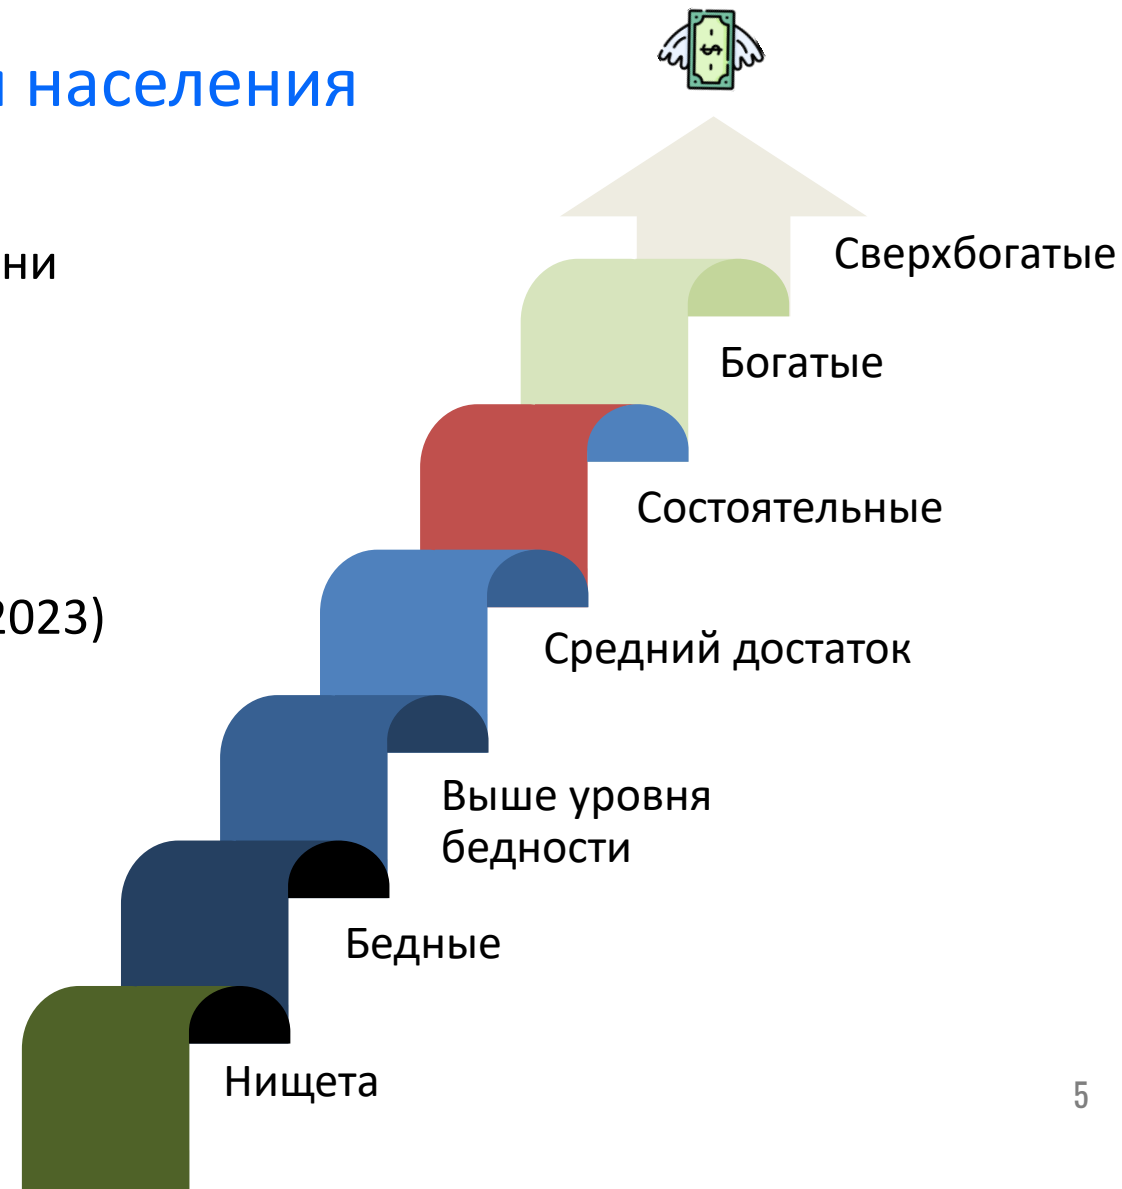 населения
ни
Сверхбогатые
Богатые
Состоятельные
2023)
Средний достаток
Выше уровня
бедности
Бедные
Нищета
5